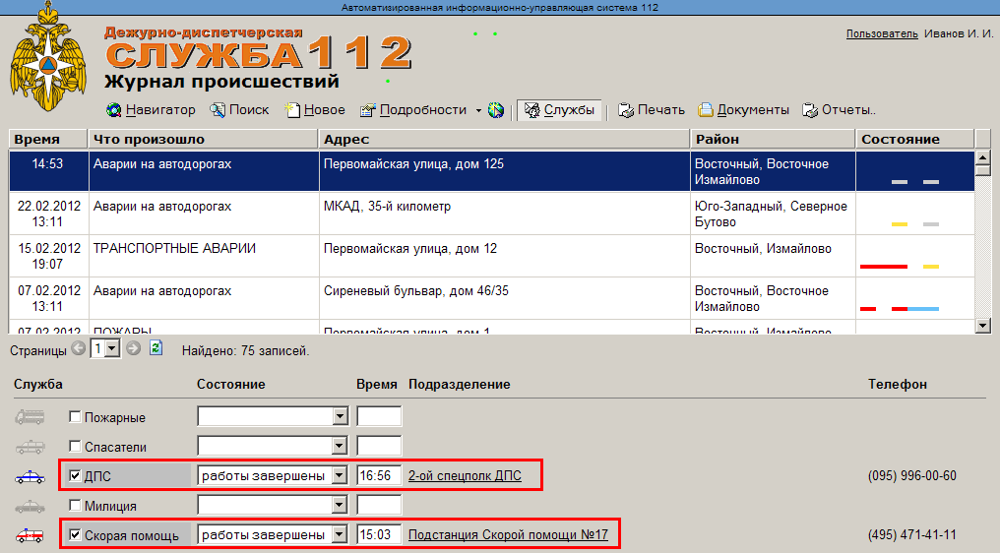 Автоматизированная информационно-управляющая система 112
Дежурно-диспетчерская
СЛУЖБА 112
Журнал происшествий
Пользователь Иванов И. И.
Навигатор Поиск Новое Подробности Службы Печать Документы Отчеты..
Время Что произошло Адрес Район Состояние
14:53 Аварии на автодорогах Первомайская улица, дом 125 Восточный, Восточное
Измайлово
22.02.2012 Аварии на автодорогах МКАД, 35-й километр Юго-Западный, Северное
13:11 Бутово
15.02.2012 ТРАНСПОРТНЫЕ АВАРИИ Первомайская улица, дом 12 Восточный, Измайлово
19:07
07.02.2012 Аварии на автодорогах Сиреневый бульвар, дом 46/35 Восточный, Восточное
13:11 Измайлово
07.02.2012 ПОЖАРЫ Первомайская улица, дом 1 Восточный, Измайлово
Страницы 1 Найдено: 75 записей.
Служба Состояние Время Подразделение Телефон
Пожарные
Спасатели
ДПС работы завершены 16:56 2-ой спецполк ДПС (095) 996-00-60
Милиция
Скорая помощь работы завершены 15:03 Подстанция Скорой помощи №17 (495) 471-41-11